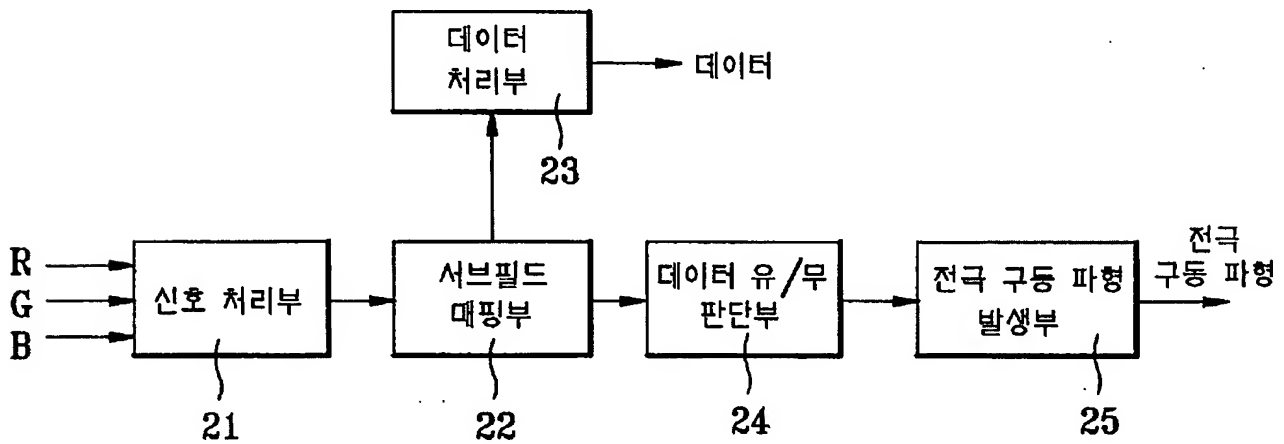 데이터
처리부
데이터
23
R
G
B
신호 처리부
21
서브필드
매핑부
22
데이터 유/무
판단부
24
전극 구동 파형
발생부
25
전극
구동 파형